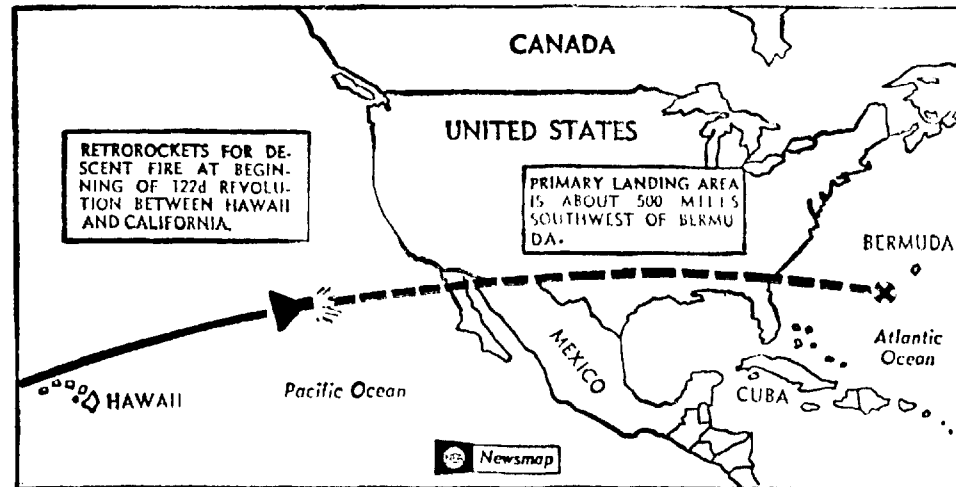 CANADA
UNITED STATES
RETROROCKETS FOR DE-
SCENT FIRE AT BEGIN-
NING OF 122d REVOLU-
TION BETWEEN HAWAII
AND CALIFORNIA.
PRIMARY LANDING AREA
IS ABOUT 500 MILES
SOUTHWEST OF BERMU
DA.
BERMUDA
Atlantic
Ocean
MEXICO
CUBA
HAWAII
Pacific Ocean
Newsmap